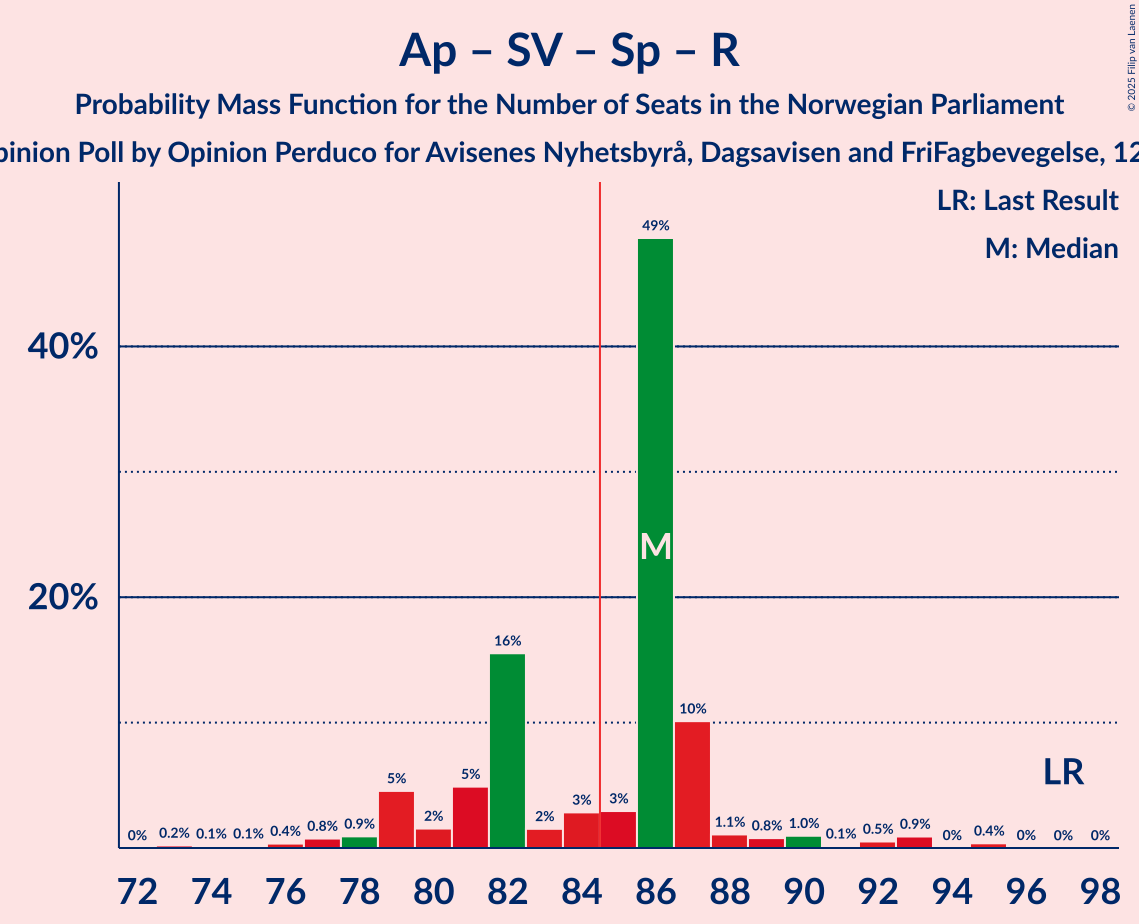 Ap – SV – Sp – R
Probability Mass Function for the Number of Seats in the Norwegian Parliament
pinion Poll by Opinion Perduco for Avisenes Nyhetsbyrå, Dagsavisen and FriFagbevegelse, 12
© 2025 Filip van Laenen
LR: Last Result
M: Median
49%
40%
M
20%
16%
10%
LR
5%
5%
3%
3%
2%
2%
0% 0.2% 0.1% 0.1% 0.4% 0.8% 0.9% 1.1% 0.8% 1.0% 0.1% 0.5% 0.9% 0% 0.4% 0% 0% 0%
72 74 76 78 80 82 84 86 88 90 92 94 96 98